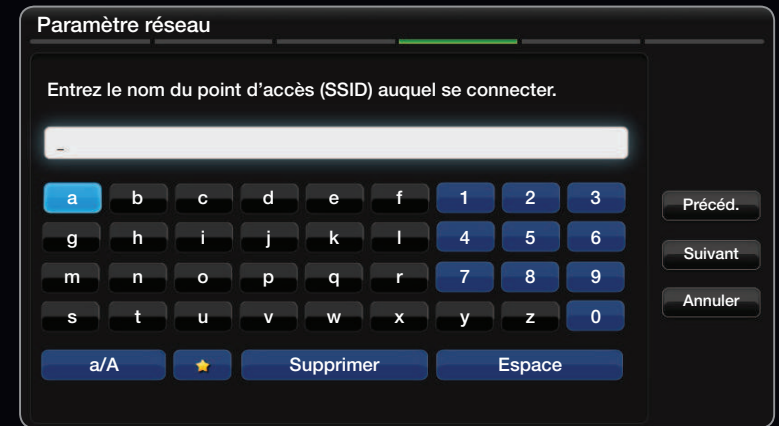 Paramètre réseau
Entrez le nom du point d'accès (SSID) auquel se connecter.
_
a b c d e f 1 2 3
Précéd.
g h i j k l 4 5 6
Suivant
m n o p q r 7 8 9
Annuler
s t u v w x y z 0
a/A Supprimer Espace